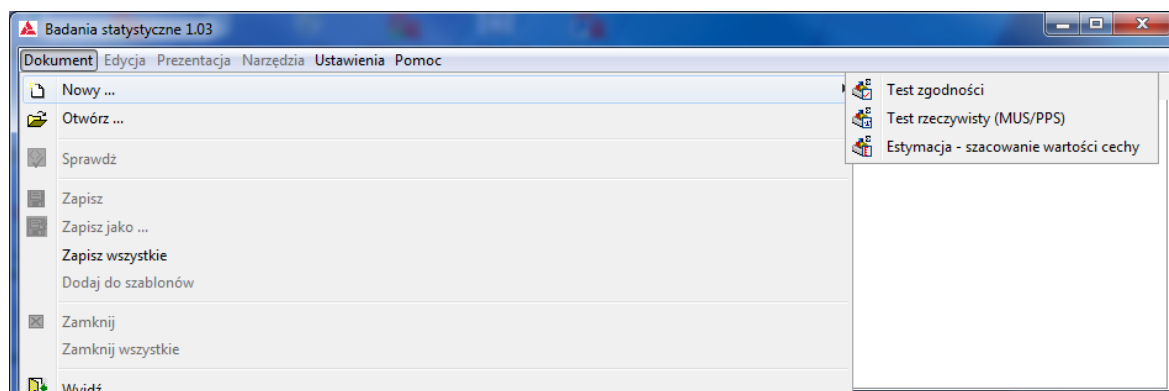 Badania statystyczne 1.03
Dokument Edycja Prezentacja Narzędzia Ustawienia Pomoc
Nowy ...
Test zgodności
Otwórz ...
Test rzeczywisty (MUS/PPS)
Sprawdż
Estymacja - szacowanie wartości cechy
Zapisz
Zapisz jako ...
Zapisz wszystkie
Dodaj do szablonów
Zamknij
Zamknij wszystkie
Wyjdź